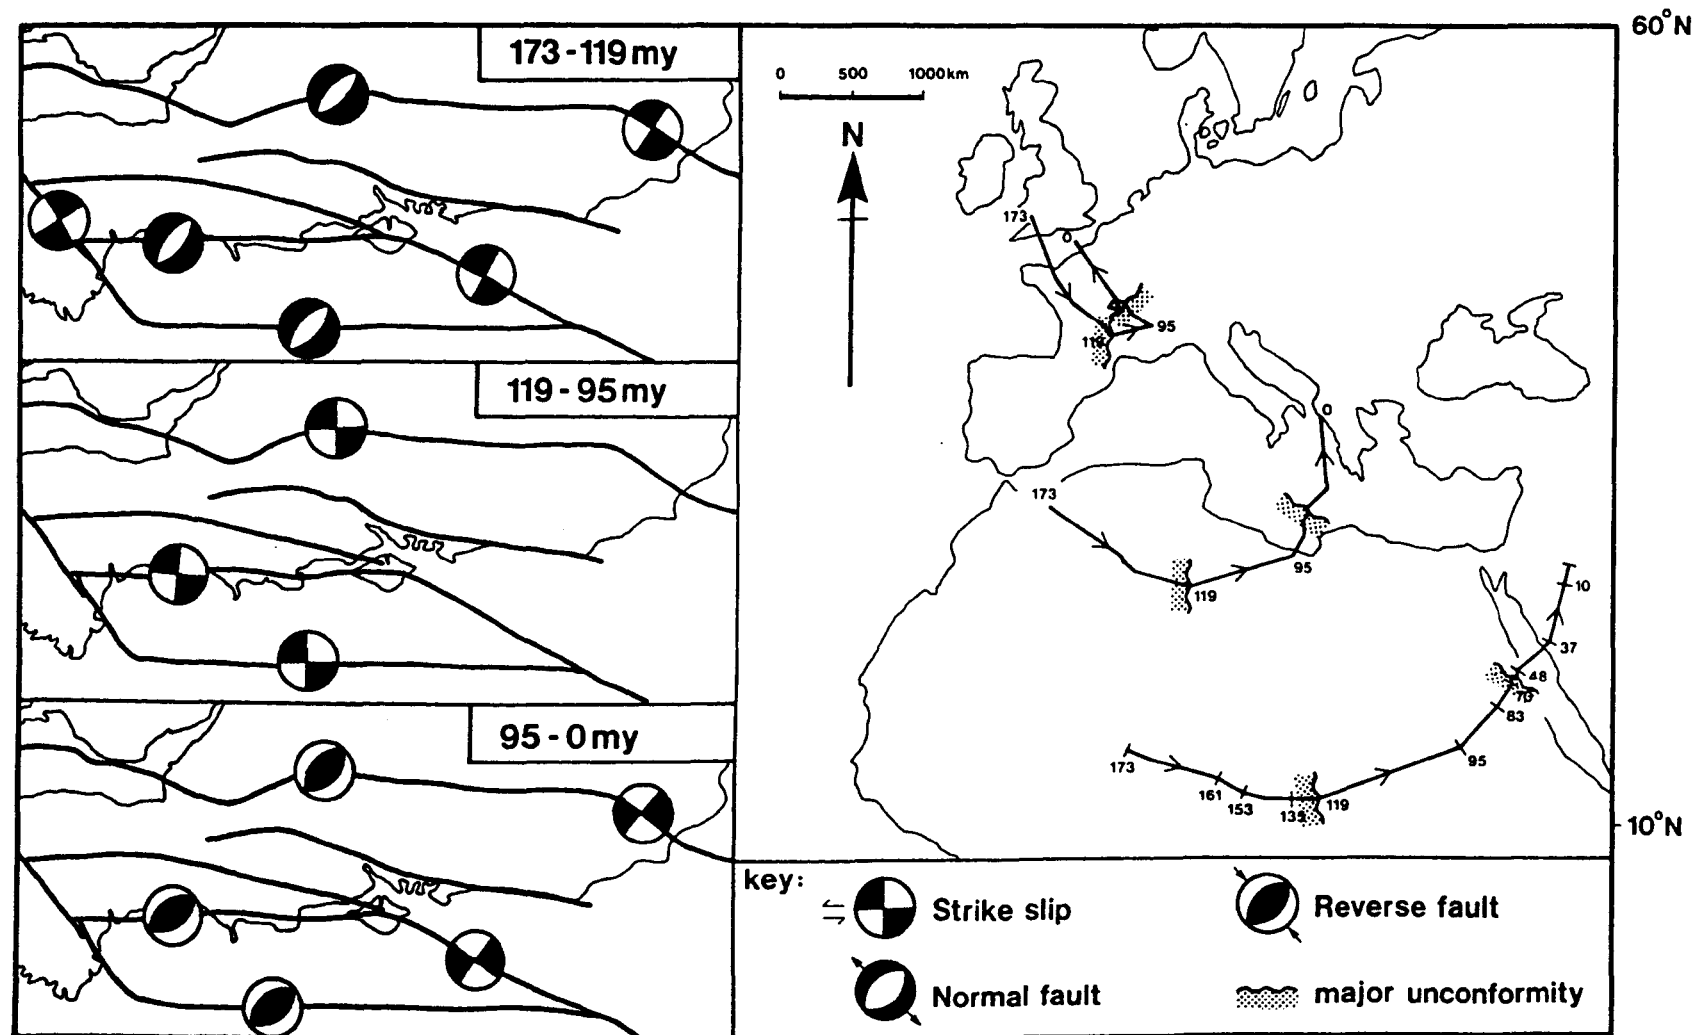 173-119my
119-95my
95-0my
60°N
0 500 1000km
N
173
0
95
119
0
173
95
119
10
37
48
70
83
95
173
161
153
135
119
10°N
key:
Strike slip
Reverse fault
Normal fault
major unconformity